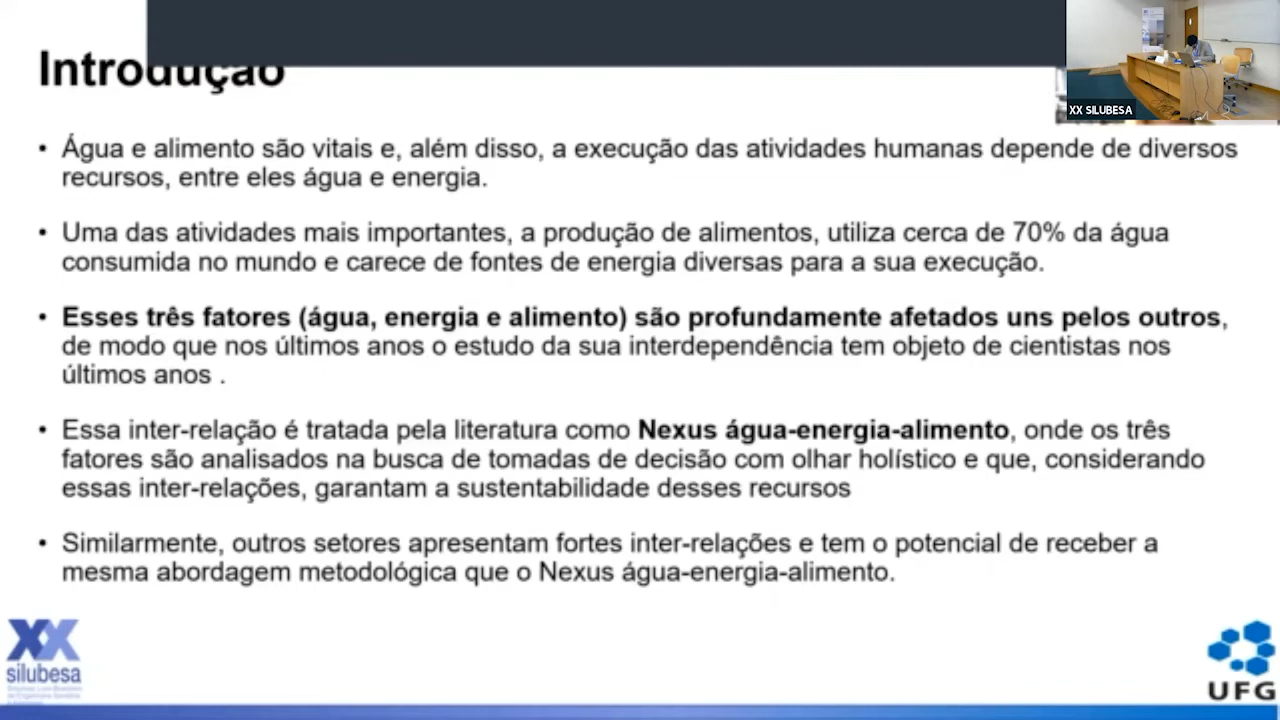 Introdução
XX SILUBESA
• Água e alimento são vitais e, além disso, a execução das atividades humanas depende de diversos
recursos, entre eles água e energia.
• Uma das atividades mais importantes, a produção de alimentos, utiliza cerca de 70% da água
consumida no mundo e carece de fontes de energia diversas para a sua execução.
• Esses três fatores (água, energia e alimento) são profundamente afetados uns pelos outros,
de modo que nos últimos anos o estudo da sua interdependência tem objeto de cientistas nos
últimos anos .
• Essa inter-relação é tratada pela literatura como Nexus água-energia-alimento, onde os três
fatores são analisados na busca de tomadas de decisão com olhar holístico e que, considerando
essas inter-relações, garantam a sustentabilidade desses recursos
• Similarmente, outros setores apresentam fortes inter-relações e tem o potencial de receber a
mesma abordagem metodológica que o Nexus água-energia-alimento.
XX
silubesa
UFG